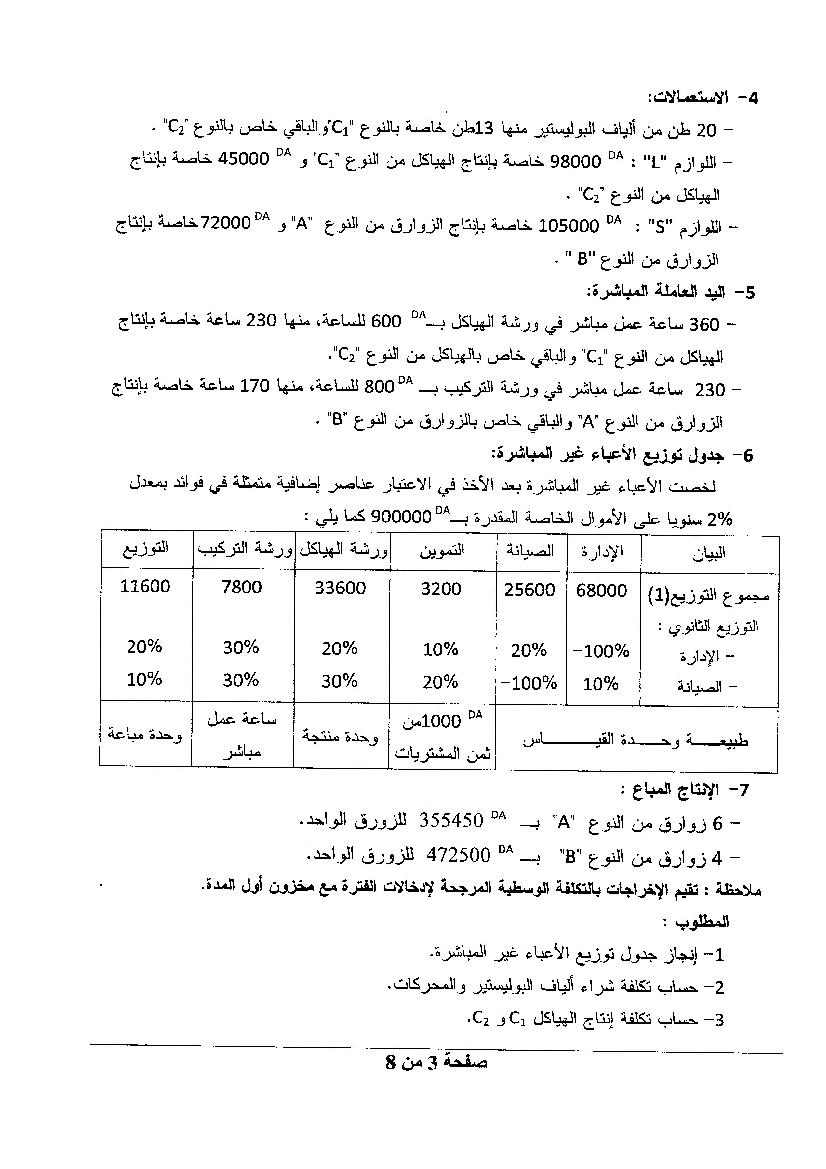 4- الاستعمالات:
- 20 طن من ألياف البوليستير منها 13طن خاصة بالنوع "C₁" والباقي خاص بالنوع "C₂" .
- اللوازم "L" : 98000 DA خاصة بإنتاج الهياكل من النوع "C₁" و 45000 DA خاصة بإنتاج
الهياكل من النوع "C₂" .
- اللوازم "S" : 105000 DA خاصة بإنتاج الزوارق من النوع "A" و 72000 DA خاصة بإنتاج
الزوارق من النوع "B" .
5- اليد العاملة المباشرة:
- 360 ساعة عمل مباشر في ورشة الهياكل بـ 600 DA للساعة، منها 230 ساعة خاصة بإنتاج
الهياكل من النوع "C₁" والباقي خاص بالهياكل من النوع "C₂".
- 230 ساعة عمل مباشر في ورشة التركيب بـ 800 DA للساعة، منها 170 ساعة خاصة بإنتاج
الزوارق من النوع "A" والباقي خاص بالزوارق من النوع "B" .
6- جدول توزيع الأعباء غير المباشرة:
لخصت الأعباء غير المباشرة بعد الأخذ في الاعتبار عناصر إضافية متمثلة في فوائد بمعدل
2% سنويا على الأموال الخاصة المقدرة بـ 900000 DA كما يلي :
البيان الإدارة الصيانة التموين ورشة الهياكل ورشة التركيب التوزيع
مجموع التوزيع(1) 68000 25600 3200 33600 7800 11600
التوزيع الثانوي :
- الإدارة -100% 20% 10% 20% 30% 20%
- الصيانة 10% -100% 20% 30% 30% 10%
طبيعـة وحـدة القيـاس 1000 DA من ثمن المشتريات وحدة منتجة ساعة عمل مباشر وحدة مباعة
7- الإنتاج المباع :
- 6 زوارق من النوع "A" بـ 355450 DA للزورق الواحد.
- 4 زوارق من النوع "B" بـ 472500 DA للزورق الواحد.
ملاحظة : تقيم الإخراجات بالتكلفة الوسطية المرجحة لإدخالات الفترة مع مخزون أول المدة.
المطلوب :
1- إنجاز جدول توزيع الأعباء غير المباشرة.
2- حساب تكلفة شراء ألياف البوليستير والمحركات.
3- حساب تكلفة إنتاج الهياكل C₁ و C₂.
صفحة 3 من 8